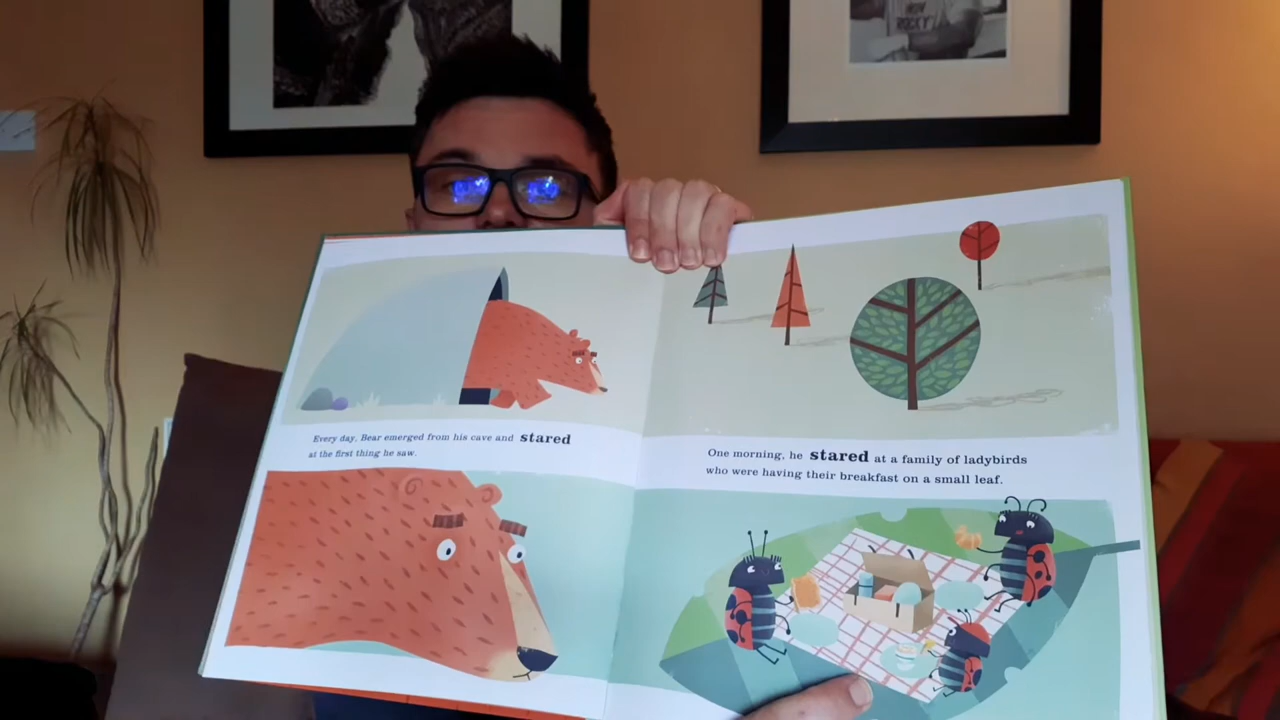 ROCKY
Every day, Bear emerged from his cave and stared
at the first thing he saw.
One morning, he stared at a family of ladybirds
who were having their breakfast on a small leaf.